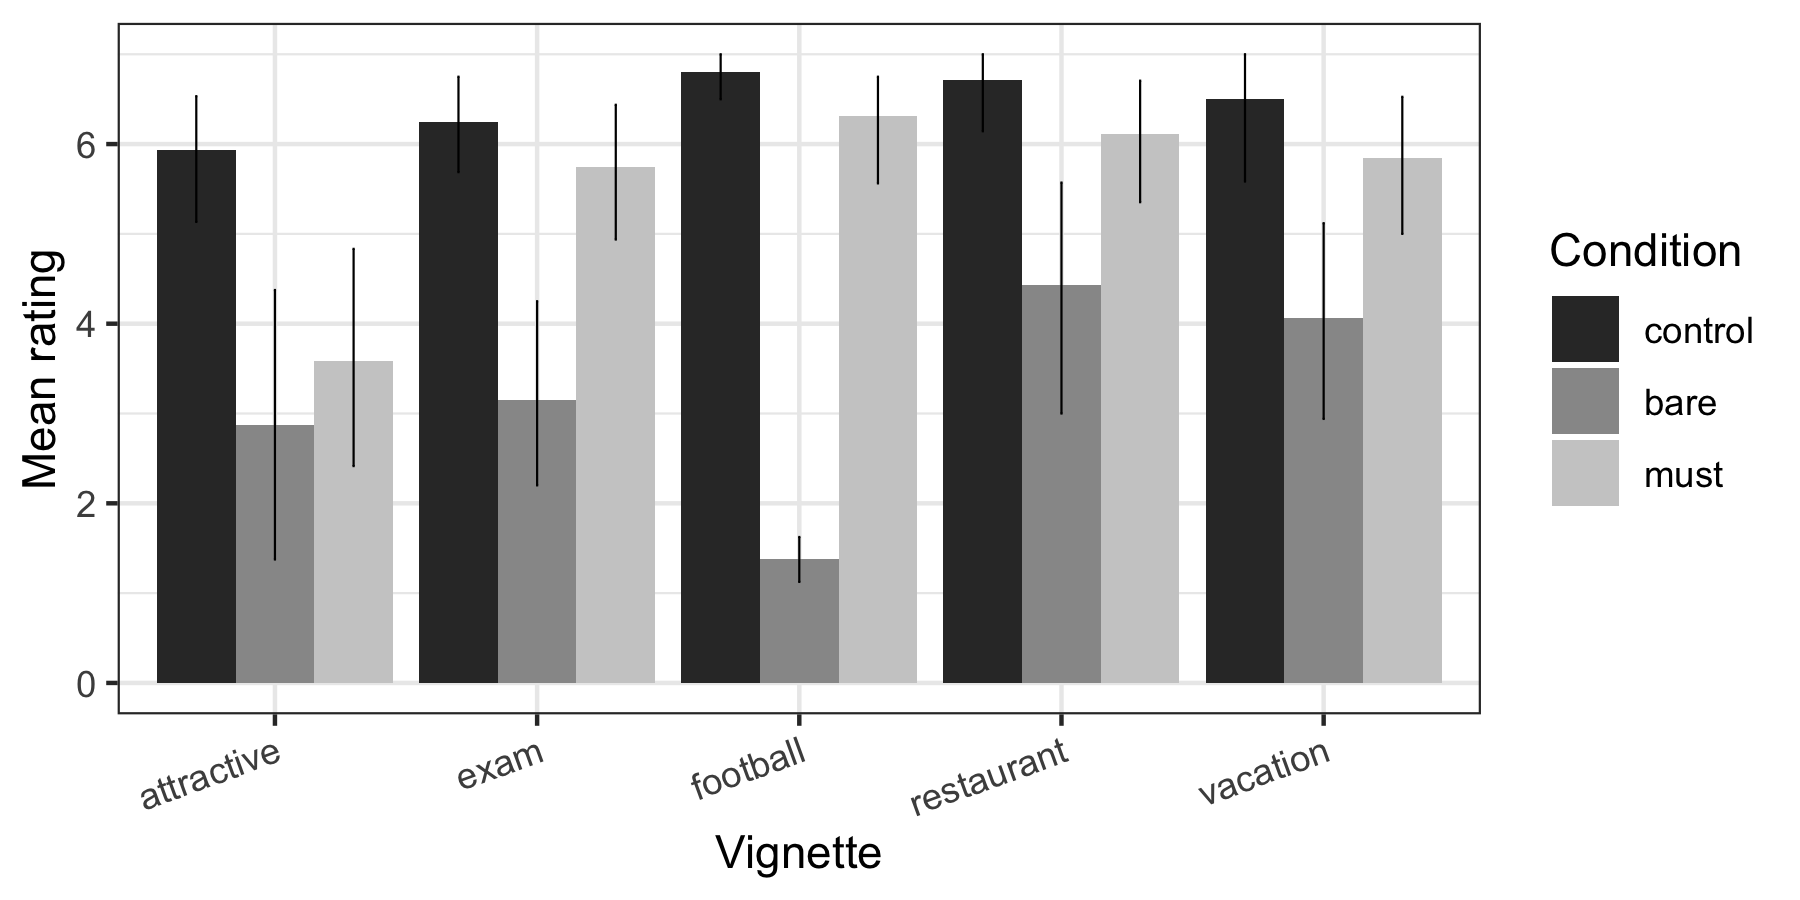 Mean rating
6
4
2
0
attractive
exam
football
restaurant
vacation
Vignette
Condition
control
bare
must